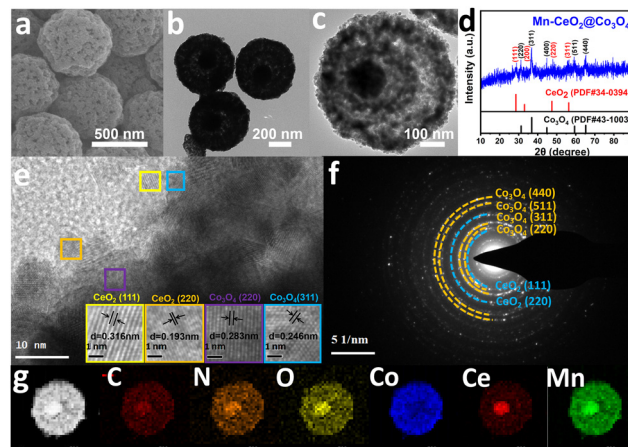 a
500 nm
b
200 nm
c
100 nm
d
Mn-CeO₂@Co₃O₄
Intensity (a.u.)
(111)
(220)
(200)
(311)
(400)
(220)
(311)
(511)
(440)
CeO₂ (PDF#34-0394)
Co₃O₄ (PDF#43-1003)
10 20 30 40 50 60 70 80
2θ (degree)
e
CeO₂ (111) CeO₂ (220) Co₃O₄ (220) Co₃O₄(311)
d=0.316nm d=0.193nm d=0.283nm d=0.246nm
1 nm 1 nm 1 nm 1 nm
10 nm
f
Co₃O₄ (440)
Co₃O₄ (511)
Co₃O₄ (311)
Co₃O₄ (220)
CeO₂ (111)
CeO₂ (220)
5 1/nm
g C N O Co Ce Mn